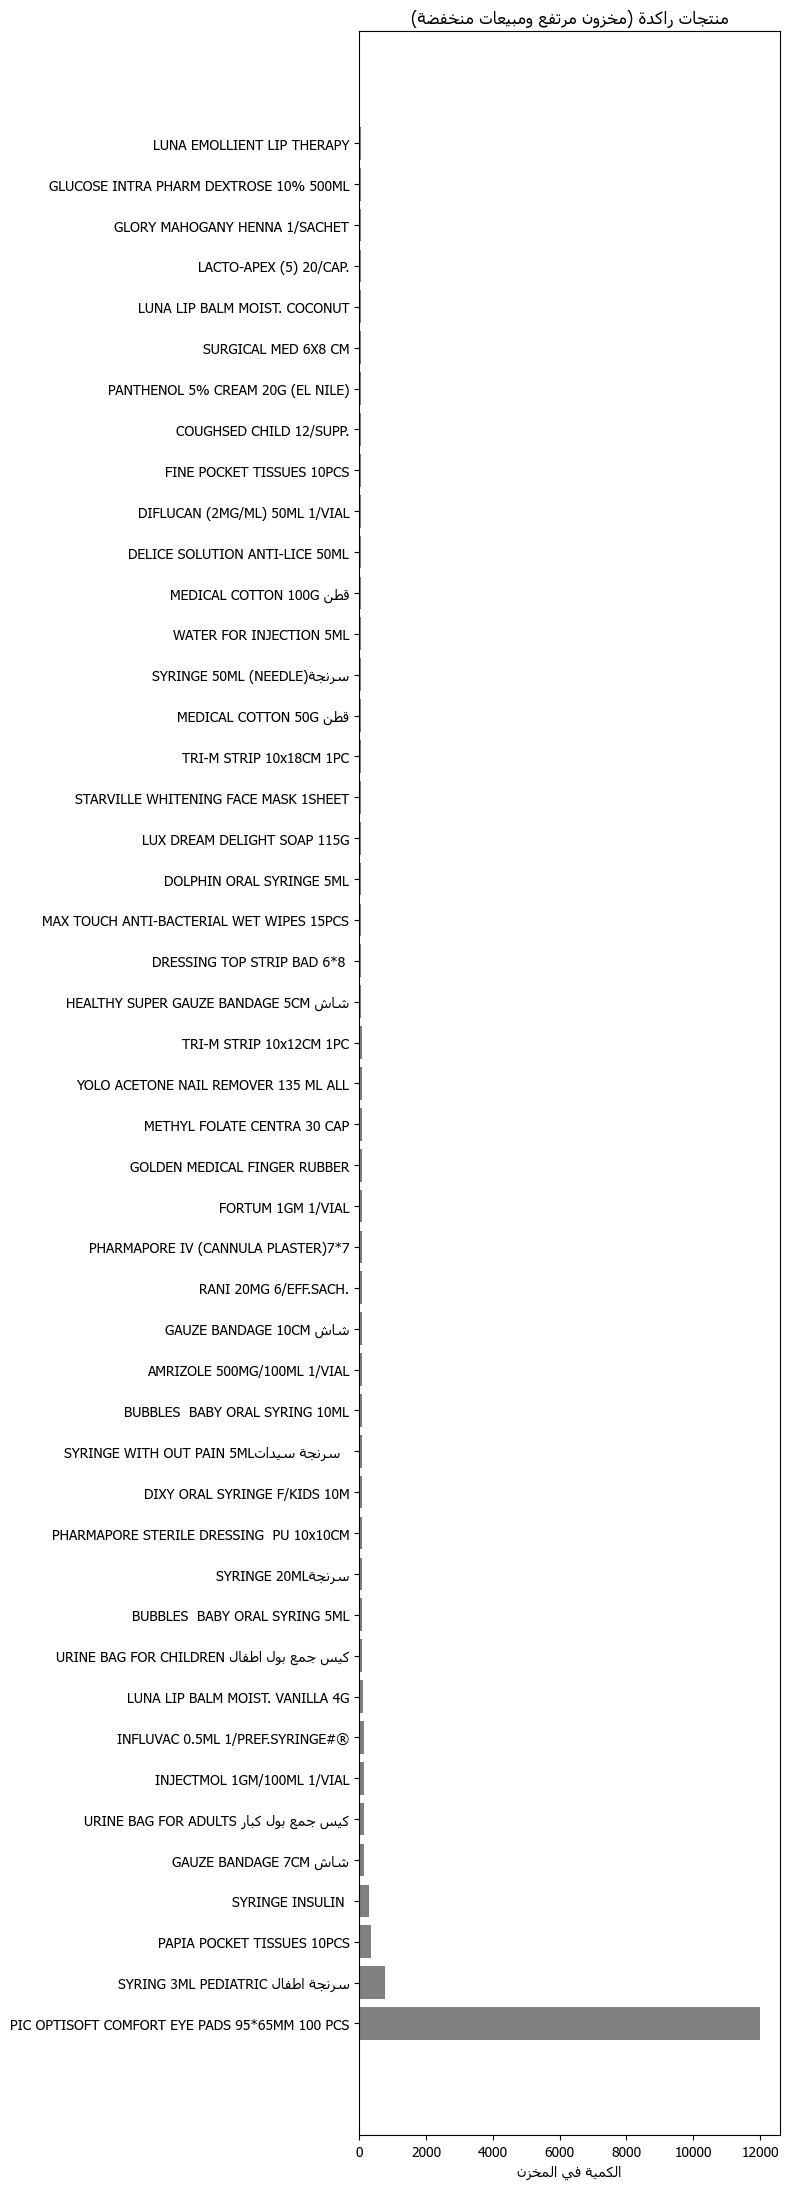 منتجات راكدة (مخزون مرتفع ومبيعات منخفضة)
LUNA EMOLLIENT LIP THERAPY
GLUCOSE INTRA PHARM DEXTROSE 10% 500ML
GLORY MAHOGANY HENNA 1/SACHET
LACTO-APEX (5) 20/CAP.
LUNA LIP BALM MOIST. COCONUT
SURGICAL MED 6X8 CM
PANTHENOL 5% CREAM 20G (EL NILE)
COUGHSED CHILD 12/SUPP.
FINE POCKET TISSUES 10PCS
DIFLUCAN (2MG/ML) 50ML 1/VIAL
DELICE SOLUTION ANTI-LICE 50ML
MEDICAL COTTON 100G قطن
WATER FOR INJECTION 5ML
SYRINGE 50ML (NEEDLE)سرنجة
MEDICAL COTTON 50G قطن
TRI-M STRIP 10x18CM 1PC
STARVILLE WHITENING FACE MASK 1SHEET
LUX DREAM DELIGHT SOAP 115G
DOLPHIN ORAL SYRINGE 5ML
MAX TOUCH ANTI-BACTERIAL WET WIPES 15PCS
DRESSING TOP STRIP BAD 6*8
HEALTHY SUPER GAUZE BANDAGE 5CM شاش
TRI-M STRIP 10x12CM 1PC
YOLO ACETONE NAIL REMOVER 135 ML ALL
METHYL FOLATE CENTRA 30 CAP
GOLDEN MEDICAL FINGER RUBBER
FORTUM 1GM 1/VIAL
PHARMAPORE IV (CANNULA PLASTER)7*7
RANI 20MG 6/EFF.SACH.
GAUZE BANDAGE 10CM شاش
AMRIZOLE 500MG/100ML 1/VIAL
BUBBLES  BABY ORAL SYRING 10ML
SYRINGE WITH OUT PAIN 5MLسرنجة سيدات
DIXY ORAL SYRINGE F/KIDS 10M
PHARMAPORE STERILE DRESSING  PU 10x10CM
SYRINGE 20MLسرنجة
BUBBLES  BABY ORAL SYRING 5ML
URINE BAG FOR CHILDREN كيس جمع بول اطفال
LUNA LIP BALM MOIST. VANILLA 4G
INFLUVAC 0.5ML 1/PREF.SYRINGE#®
INJECTMOL 1GM/100ML 1/VIAL
URINE BAG FOR ADULTS كيس جمع بول كبار
GAUZE BANDAGE 7CM شاش
SYRINGE INSULIN
PAPIA POCKET TISSUES 10PCS
SYRING 3ML PEDIATRIC سرنجة اطفال
PIC OPTISOFT COMFORT EYE PADS 95*65MM 100 PCS
0 2000 4000 6000 8000 10000 12000
الكمية في المخزن